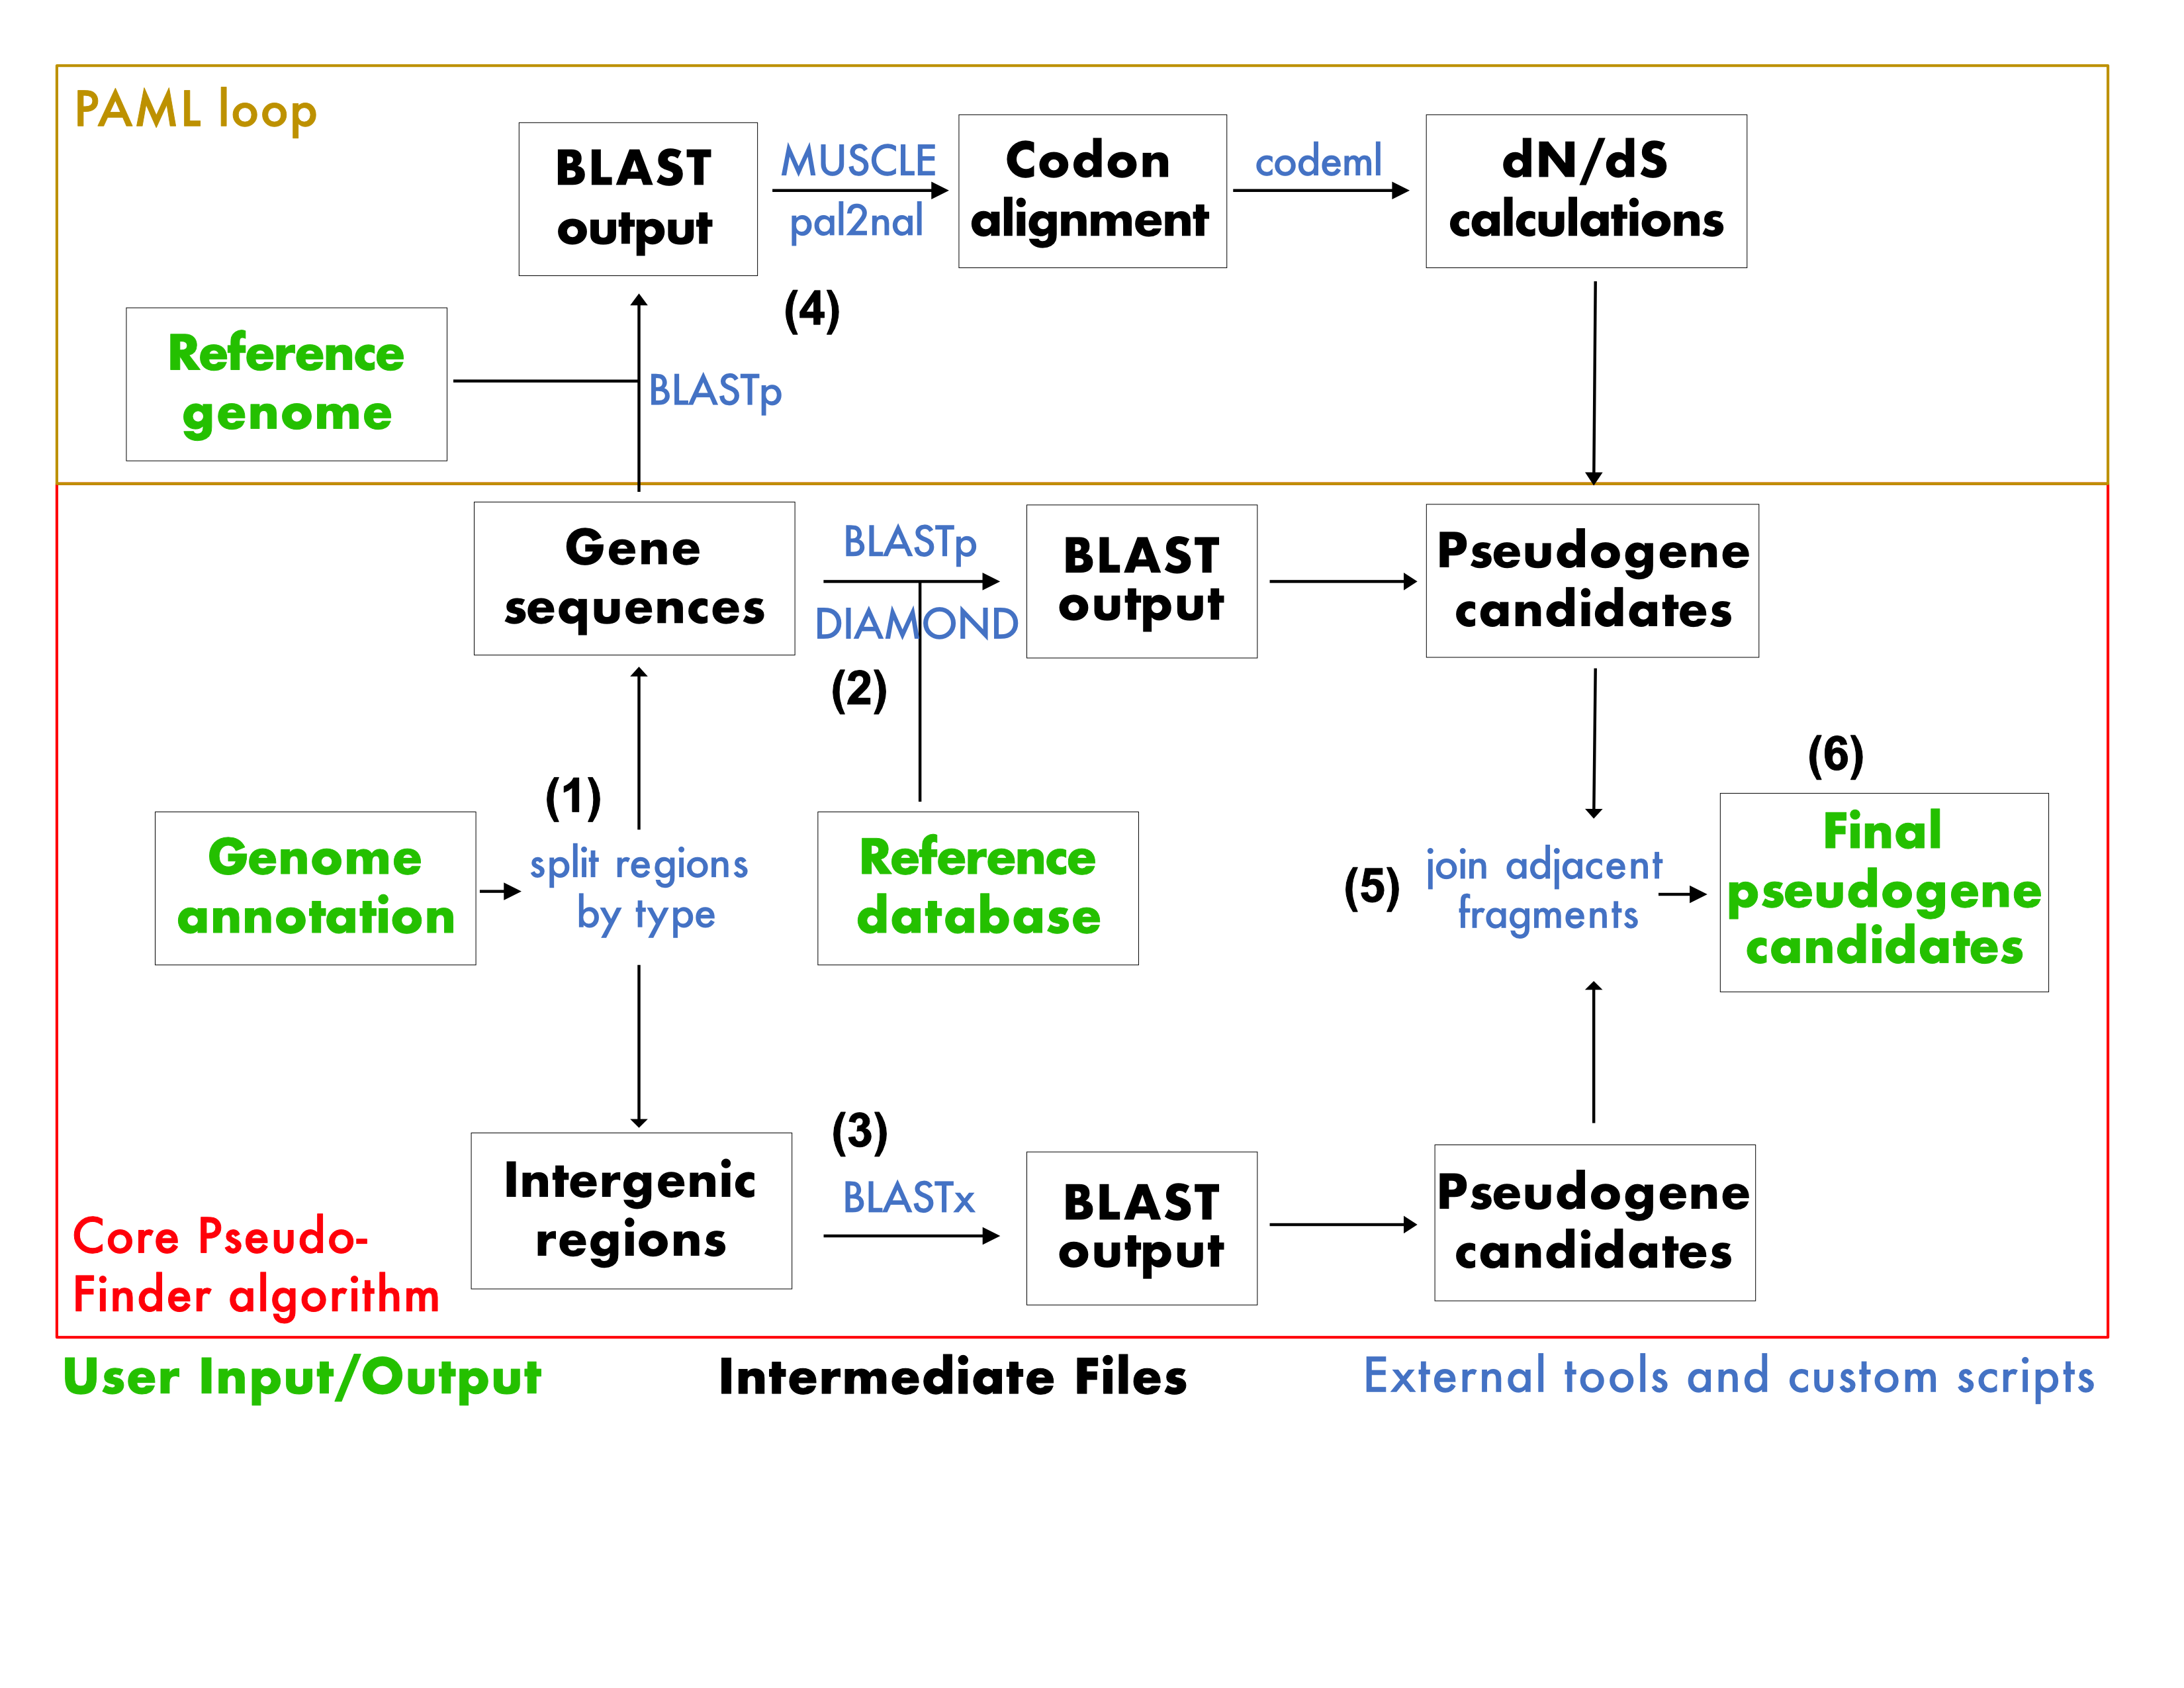 PAML loop
BLAST
output
MUSCLE
pal2nal
Codon
alignment
codeml
dN/dS
calculations
(4)
Reference
genome
BLASTp
Gene
sequences
BLASTp
DIAMOND
BLAST
output
Pseudogene
candidates
(2)
(1)
(6)
Genome
annotation
split regions
by type
Reference
database
(5)
join adjacent
fragments
Final
pseudogene
candidates
(3)
Intergenic
regions
BLASTx
BLAST
output
Pseudogene
candidates
Core Pseudo-
Finder algorithm
User Input/Output
Intermediate Files
External tools and custom scripts